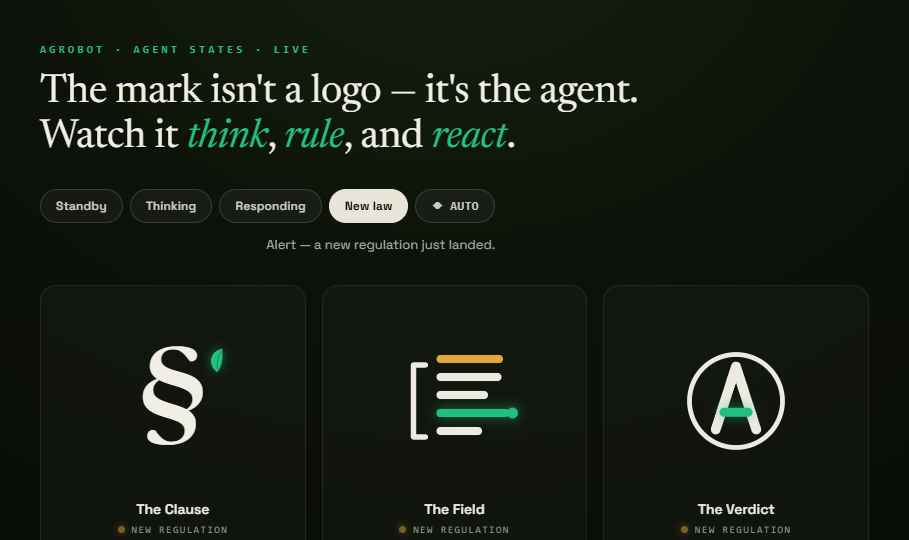 AGROBOT · AGENT STATES · LIVE
The mark isn't a logo — it's the agent.
Watch it think, rule, and react.
Standby
Thinking
Responding
New law
AUTO
Alert — a new regulation just landed.
§
A
The Clause
The Field
The Verdict
NEW REGULATION
NEW REGULATION
NEW REGULATION